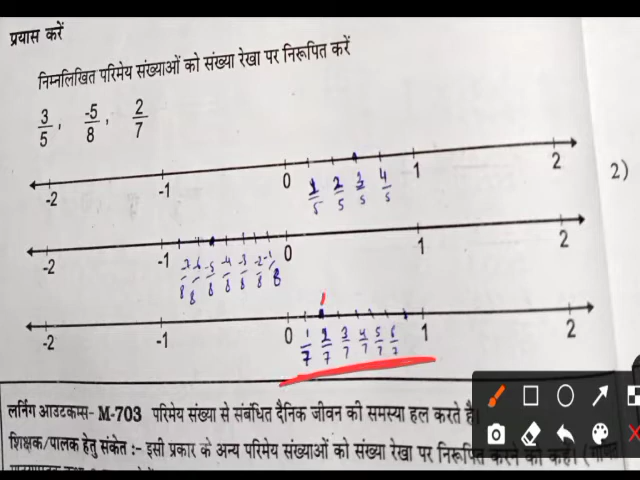 प्रयास करें
निम्नलिखित परिमेय संख्याओं को संख्या रेखा पर निरूपित करें
3/5, -5/8, 2/7
-2 -1 0 1 2
1/5 2/5 3/5 4/5
2)
-2 -1 0 1 2
-7/8 -6/8 -5/8 -4/8 -3/8 -2/8 -1/8
-2 -1 0 1 2
1/7 2/7 3/7 4/7 5/7 6/7
लर्निंग आउटकम्स- M-703 परिमेय संख्या से संबंधित दैनिक जीवन की समस्या हल करते है।
शिक्षक/पालक हेतु संकेत :- इसी प्रकार के अन्य परिमेय संख्याओं को संख्या रेखा पर निरूपित करने को कहें। (गणित